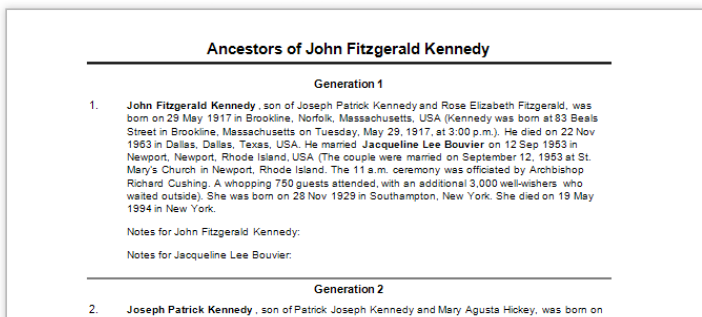 Ancestors of John Fitzgerald Kennedy
Generation 1
1. John Fitzgerald Kennedy , son of Joseph Patrick Kennedy and Rose Elizabeth Fitzgerald, was
born on 29 May 1917 in Brookline, Norfolk, Massachusetts, USA (Kennedy was born at 83 Beals
Street in Brookline, Massachusetts on Tuesday, May 29, 1917, at 3:00 p.m.). He died on 22 Nov
1963 in Dallas, Dallas, Texas, USA. He married Jacqueline Lee Bouvier on 12 Sep 1953 in
Newport, Newport, Rhode Island, USA (The couple were married on September 12, 1953 at St.
Mary's Church in Newport, Rhode Island. The 11 a.m. ceremony was officiated by Archbishop
Richard Cushing. A whopping 750 guests attended, with an additional 3,000 well-wishers who
waited outside). She was born on 28 Nov 1929 in Southampton, New York. She died on 19 May
1994 in New York.
Notes for John Fitzgerald Kennedy:
Notes for Jacqueline Lee Bouvier:
Generation 2
2. Joseph Patrick Kennedy , son of Patrick Joseph Kennedy and Mary Agusta Hickey, was born on